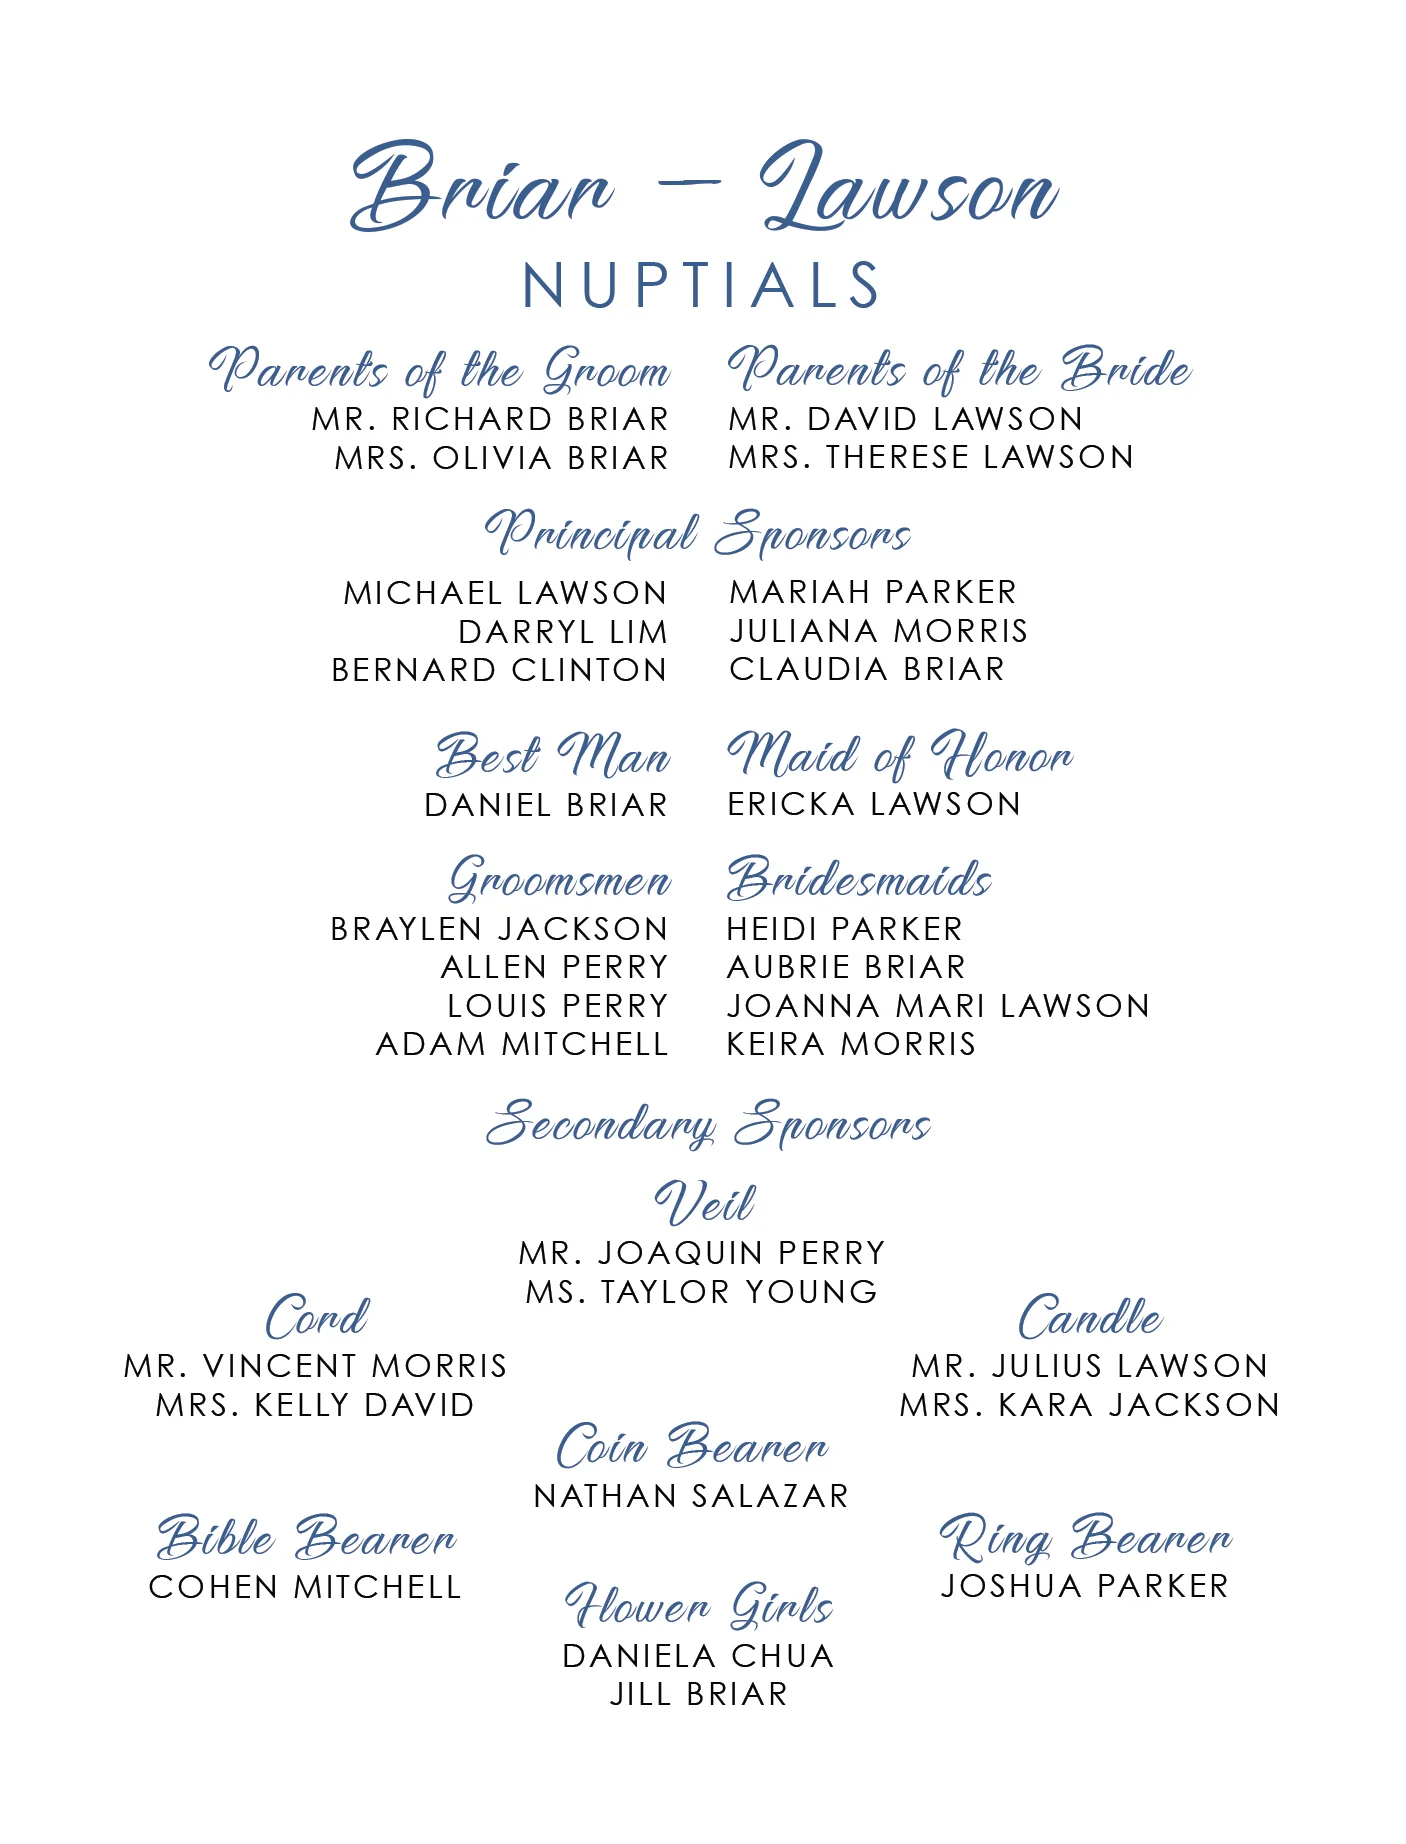 Briar – Lawson
NUPTIALS
Parents of the Groom
MR. RICHARD BRIAR
MRS. OLIVIA BRIAR
Parents of the Bride
MR. DAVID LAWSON
MRS. THERESE LAWSON
Principal Sponsors
MICHAEL LAWSON
DARRYL LIM
BERNARD CLINTON
MARIAH PARKER
JULIANA MORRIS
CLAUDIA BRIAR
Best Man
DANIEL BRIAR
Maid of Honor
ERICKA LAWSON
Groomsmen
BRAYLEN JACKSON
ALLEN PERRY
LOUIS PERRY
ADAM MITCHELL
Bridesmaids
HEIDI PARKER
AUBRIE BRIAR
JOANNA MARI LAWSON
KEIRA MORRIS
Secondary Sponsors
Veil
MR. JOAQUIN PERRY
MS. TAYLOR YOUNG
Cord
MR. VINCENT MORRIS
MRS. KELLY DAVID
Candle
MR. JULIUS LAWSON
MRS. KARA JACKSON
Coin Bearer
NATHAN SALAZAR
Bible Bearer
COHEN MITCHELL
Ring Bearer
JOSHUA PARKER
Flower Girls
DANIELA CHUA
JILL BRIAR